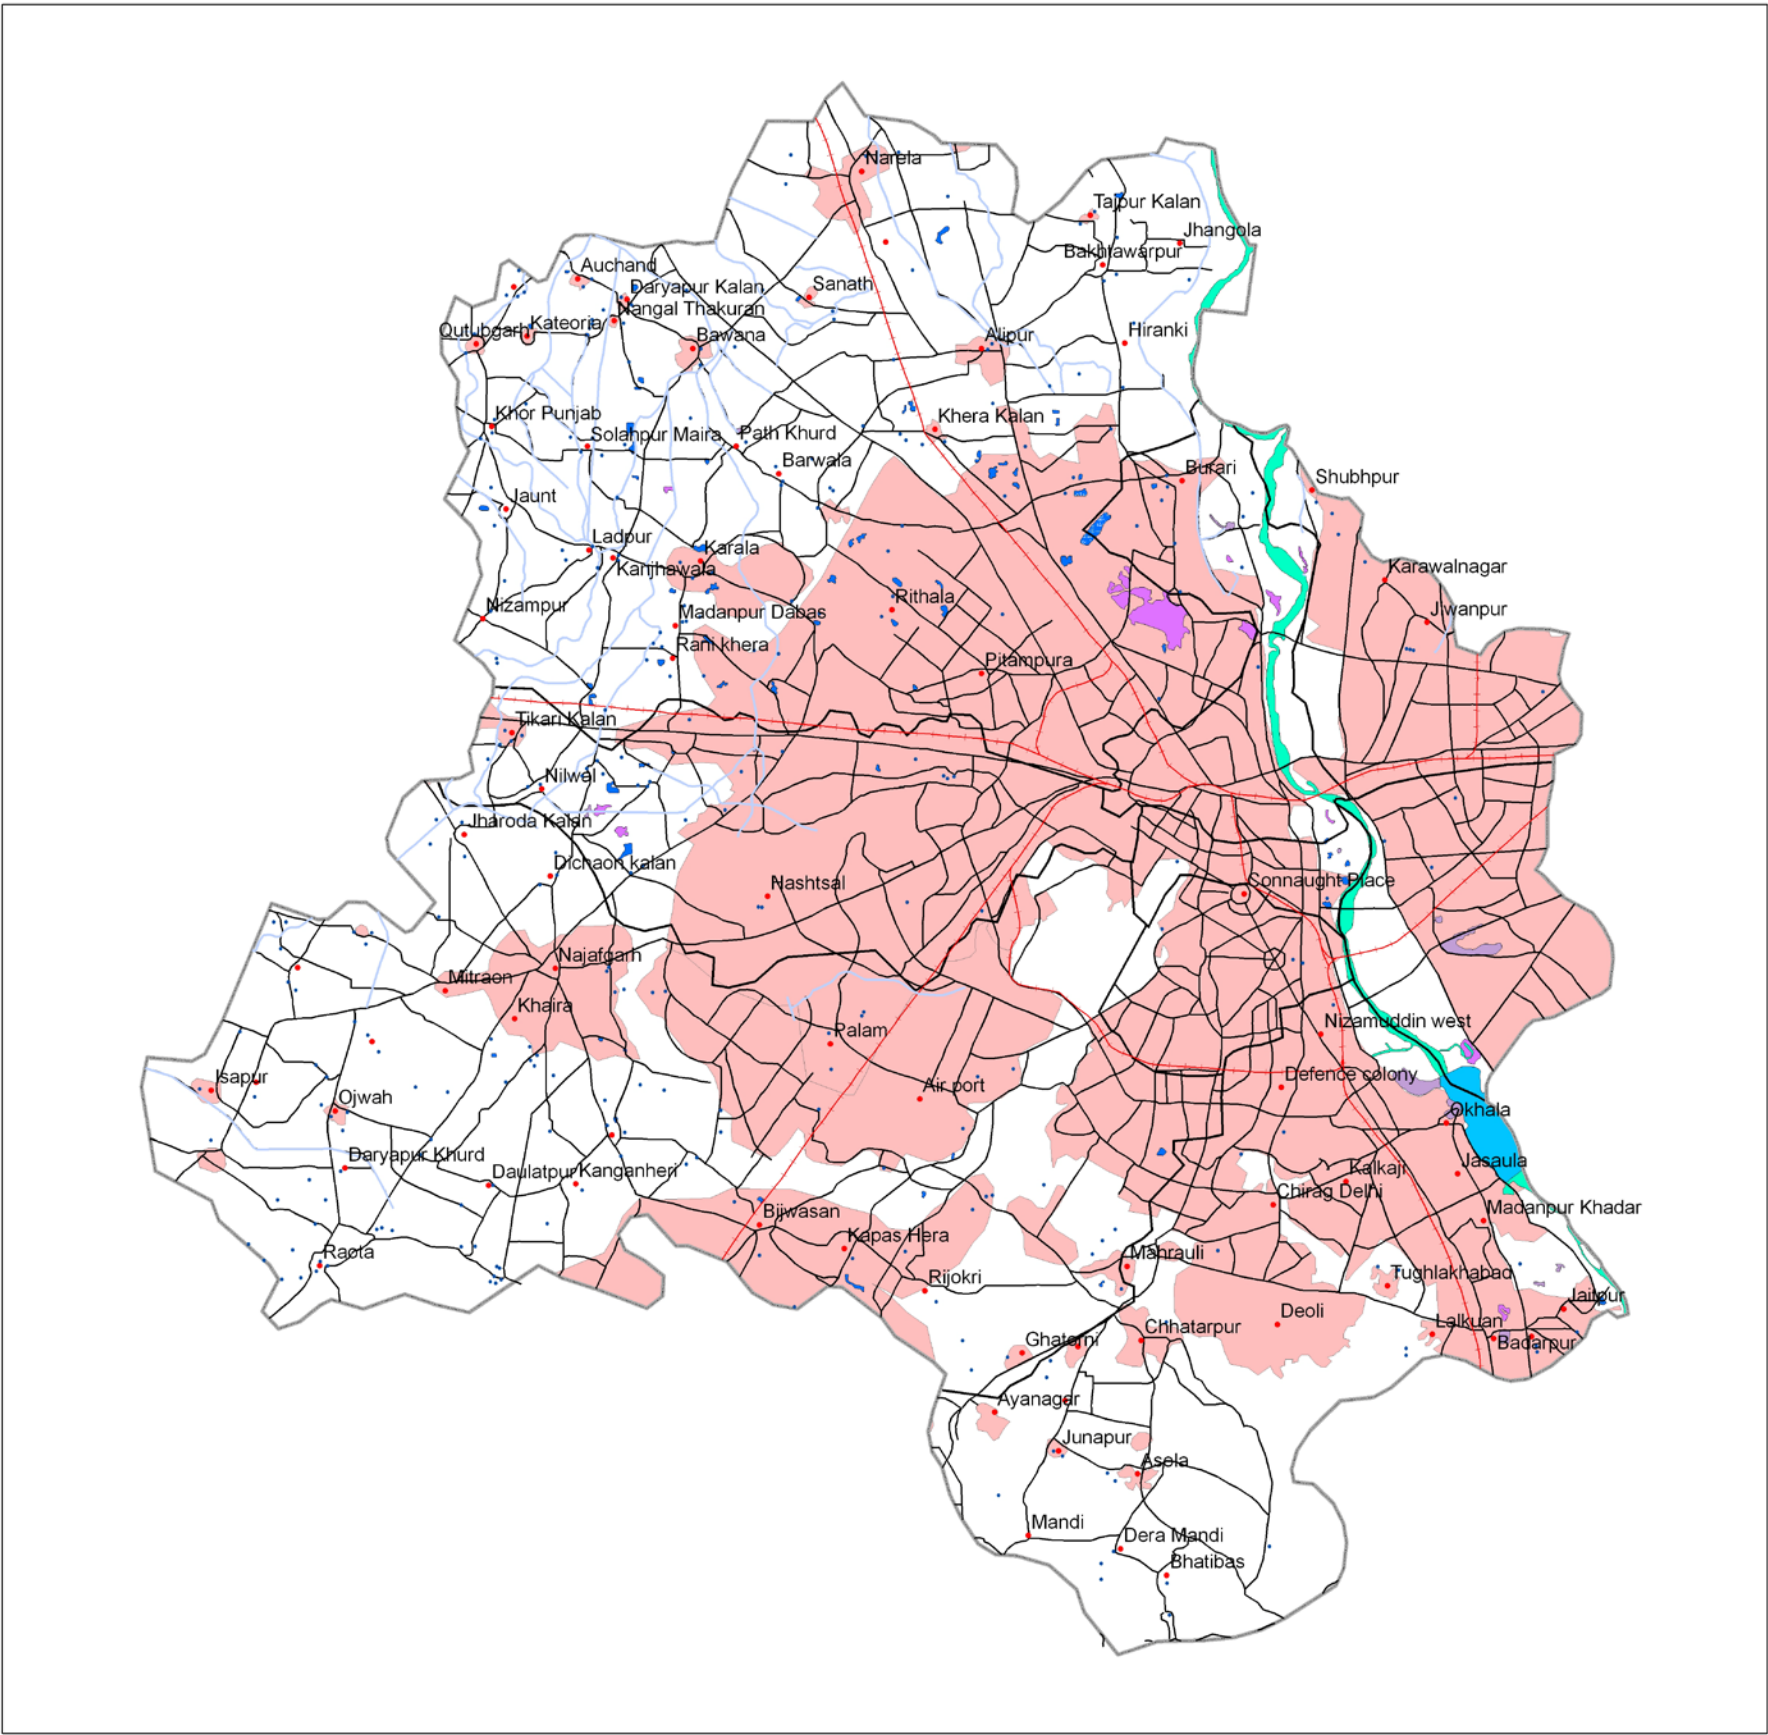 Narela
Tajpur Kalan
Jhangola
Bakhtawarpur
Auchand
Daryapur Kalan
Sanath
Nangal Thakuran
Qutubgarh
Kateoria
Bawana
Alipur
Hiranki
Khor Punjab
Solahpur Maira
Path Khurd
Khera Kalan
Barwala
Burari
Shubhpur
Jaunt
Ladpur
Karala
Kanjhawala
Karawalnagar
Nizampur
Madanpur Dabas
Rithala
Jiwanpur
Rani khera
Pitampura
Tikari Kalan
Nilwal
Jharoda Kalan
Dichaon kalan
Hashtsal
Connaught Place
Najafgarh
Mitraon
Khaira
Palam
Nizamuddin west
Isapur
Ojwah
Air port
Defence colony
Okhala
Daryapur Khurd
Daulatpur
Kanganheri
Kalkaji
Jasaula
Chirag Delhi
Madanpur Khadar
Bijwasan
Kapas Hera
Raota
Mahrauli
Rijokri
Tughlakhabad
Jaitpur
Deoli
Lalkuan
Badarpur
Ghatorni
Chhatarpur
Ayanagar
Junapur
Asola
Mandi
Dera Mandi
Bhatibas